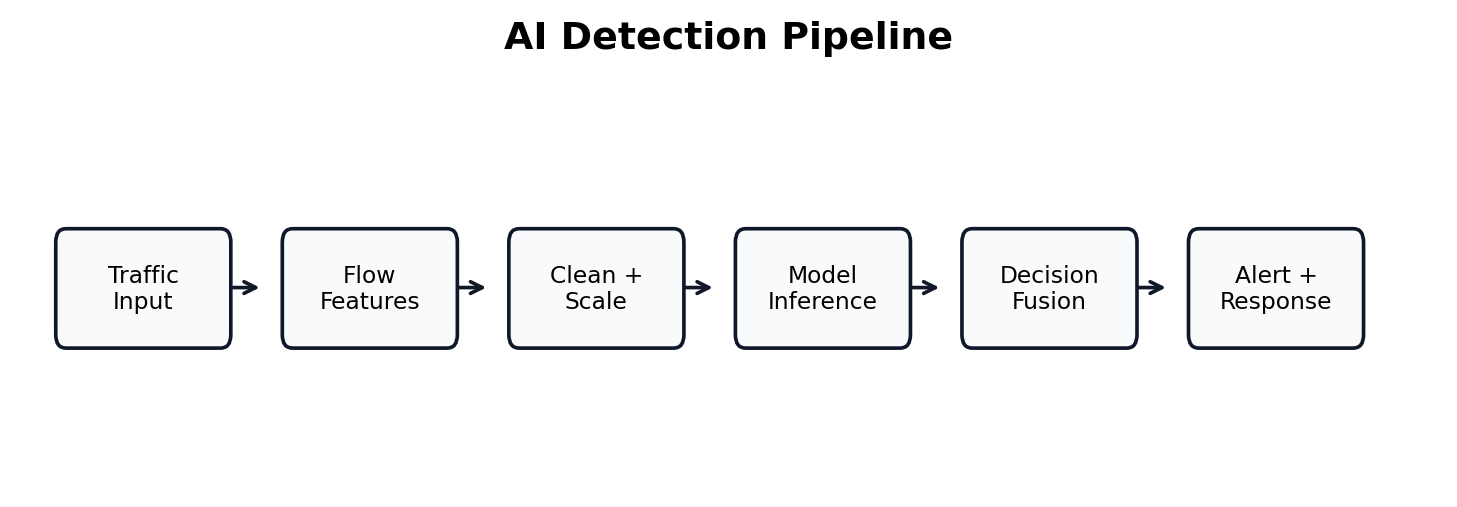 AI Detection Pipeline
Traffic
Input
Flow
Features
Clean +
Scale
Model
Inference
Decision
Fusion
Alert +
Response